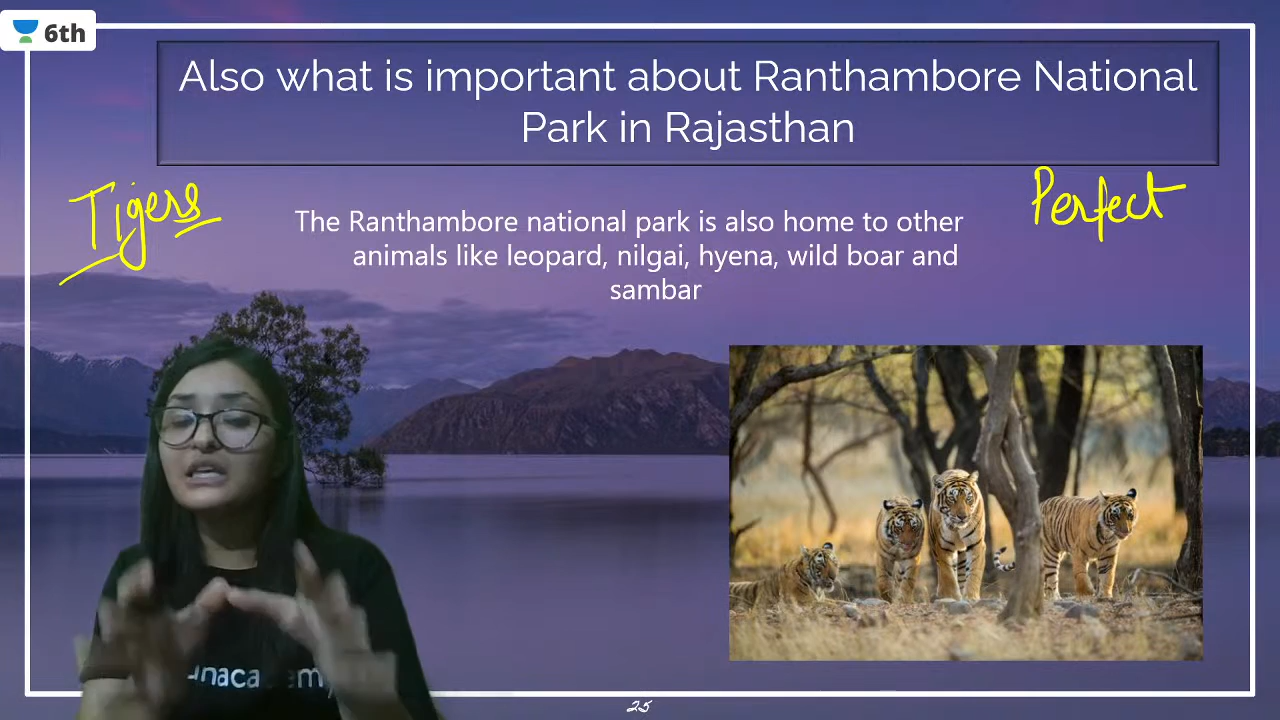 6th
Also what is important about Ranthambore National
Park in Rajasthan
Tigers
Perfect
The Ranthambore national park is also home to other
animals like leopard, nilgai, hyena, wild boar and
sambar
25